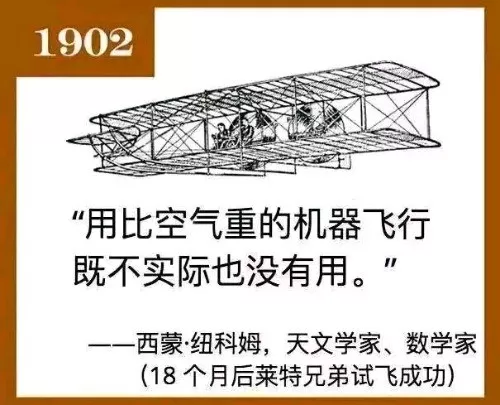 1902
“用比空气重的机器飞行
既不实际也没有用。”
——西蒙·纽科姆，天文学家、数学家
（18 个月后莱特兄弟试飞成功）